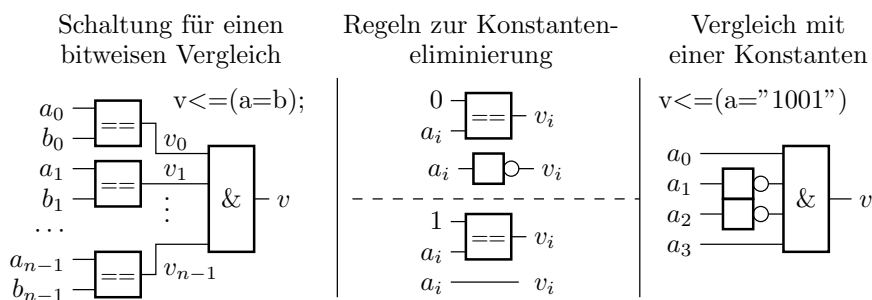 Schaltung für einen
bitweisen Vergleich
v<=(a=b);
a₀
b₀
==
v₀
a₁
b₁
==
v₁
⋮
…
aₙ₋₁
bₙ₋₁
==
vₙ₋₁
&
v
Regeln zur Konstanten-
eliminierung
0
aᵢ
==
vᵢ
aᵢ
vᵢ
1
aᵢ
==
vᵢ
aᵢ
vᵢ
Vergleich mit
einer Konstanten
v<=(a=”1001”)
a₀
a₁
a₂
a₃
&
v